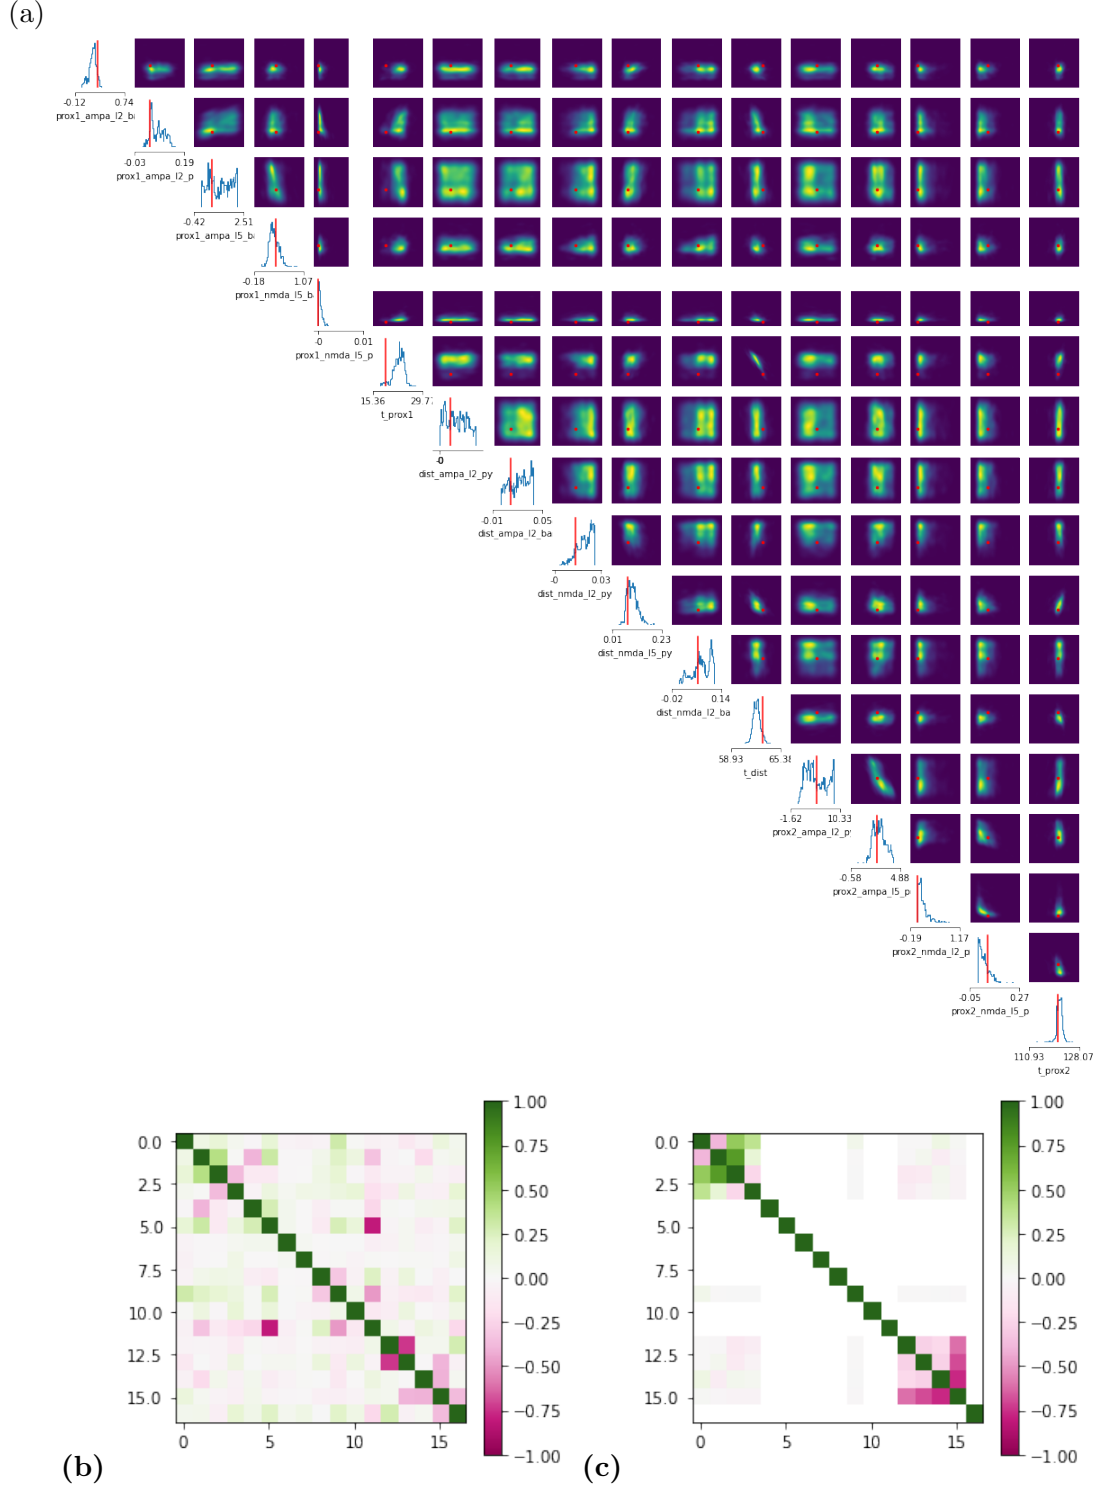 (a)
-0.12 0.74
prox1_ampa_l2_ba
-0.03 0.19
prox1_ampa_l2_p
-0.42 2.51
prox1_ampa_l5_ba
-0.18 1.07
prox1_nmda_l5_b
-0 0.01
prox1_nmda_l5_p
15.36 29.77
t_prox1
-0
dist_ampa_l2_py
-0.01 0.05
dist_ampa_l2_ba
-0 0.03
dist_nmda_l2_py
0.01 0.23
dist_nmda_l5_py
-0.02 0.14
dist_nmda_l2_ba
58.93 65.38
t_dist
-1.62 10.33
prox2_ampa_l2_py
-0.58 4.88
prox2_ampa_l5_p
-0.19 1.17
prox2_nmda_l2_p
-0.05 0.27
prox2_nmda_l5_p
110.93 128.07
t_prox2
0.0
2.5
5.0
7.5
10.0
12.5
15.0
0 5 10 15
1.00
0.75
0.50
0.25
0.00
−0.25
−0.50
−0.75
−1.00
(b)
0.0
2.5
5.0
7.5
10.0
12.5
15.0
0 5 10 15
1.00
0.75
0.50
0.25
0.00
−0.25
−0.50
−0.75
−1.00
(c)